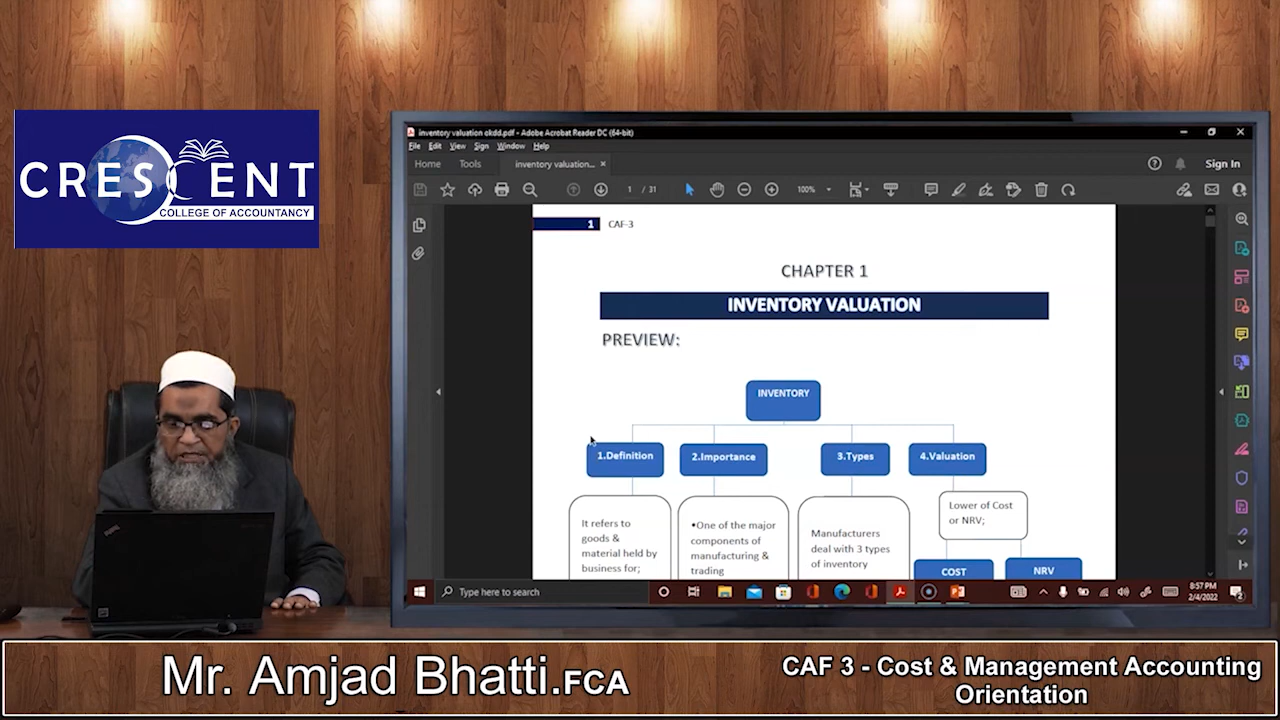 CRESCENT
COLLEGE OF ACCOUNTANCY
inventory valuation okdd.pdf - Adobe Acrobat Reader DC (64-bit)
File Edit View Sign Window Help
Home Tools inventory valuation... × Sign In
1 / 31 100%
1 CAF-3
CHAPTER 1
INVENTORY VALUATION
PREVIEW:
INVENTORY
1.Definition 2.Importance 3.Types 4.Valuation
It refers to
goods &
material held by
business for;
•One of the major
components of
manufacturing &
trading
Manufacturers
deal with 3 types
of inventory
Lower of Cost
or NRV;
COST NRV
Type here to search
8:57 PM
2/4/2022
ThinkPad
Mr. Amjad Bhatti.FCA
CAF 3 - Cost & Management Accounting
Orientation